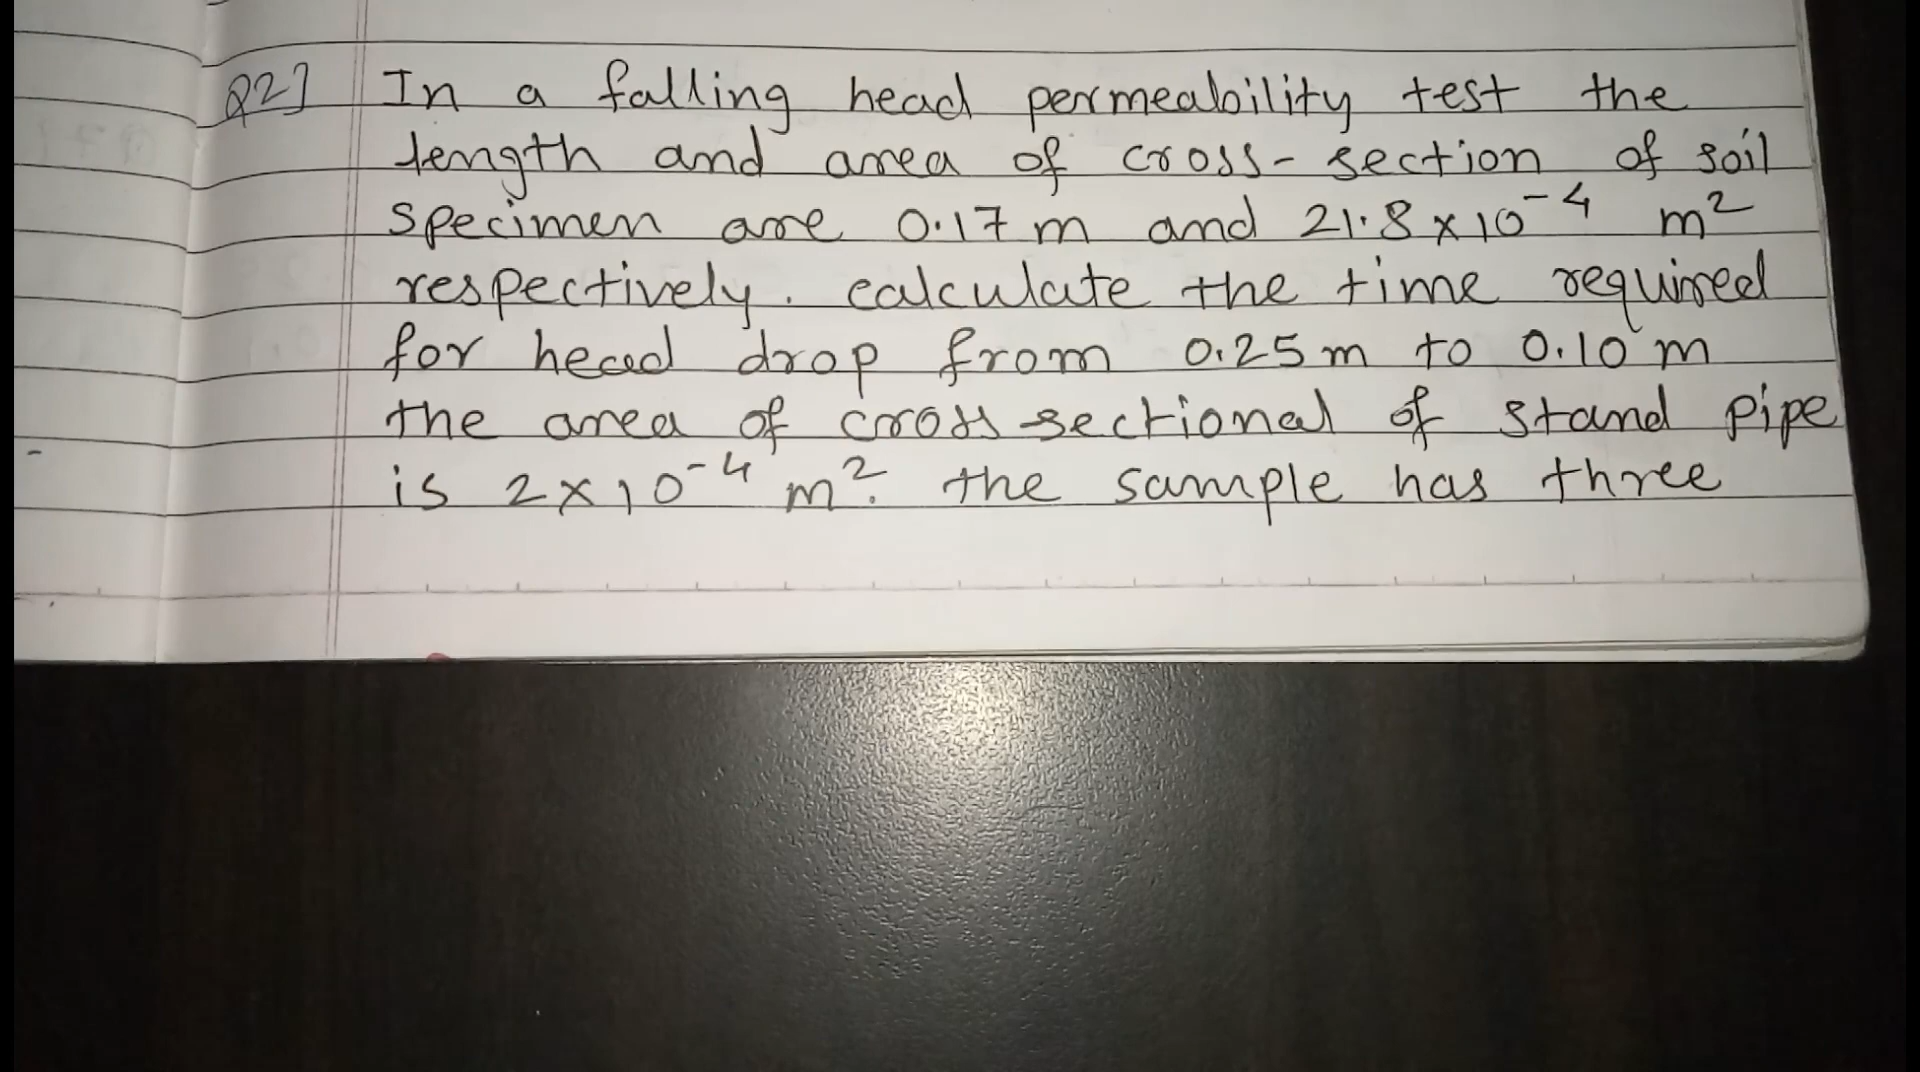 Q2] In a falling head permeability test the
length and area of cross-section of soil
specimen are 0.17 m and 21.8 x 10⁻⁴ m²
respectively. calculate the time required
for head drop from 0.25 m to 0.10 m
the area of cross sectional of stand pipe
is 2 x 10⁻⁴ m². the sample has three